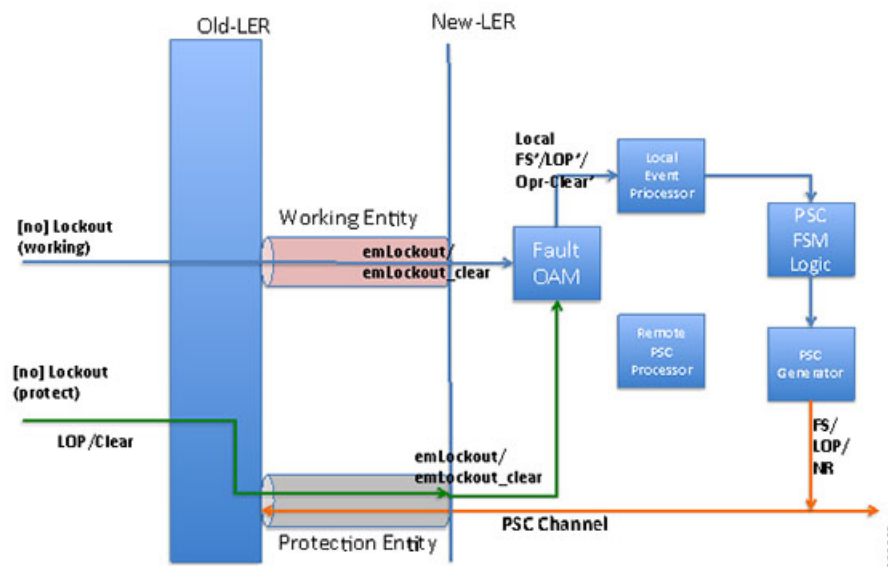 Old-LER
New-LER
Local
FS'/LOP'/
Opr-Clear'
Local
Event
Priocessor
[no] Lockout
(working)
Working Entity
emLockout/
emLockout_clear
Fault
OAM
PSC
FSM
Logic
Remote
PSC
Processor
PSC
Generator
[no] Lockout
(protect)
LOP/Clear
emLockout/
emLockout_clear
FS/
LOP/
NR
PSC Channel
Protection Entity